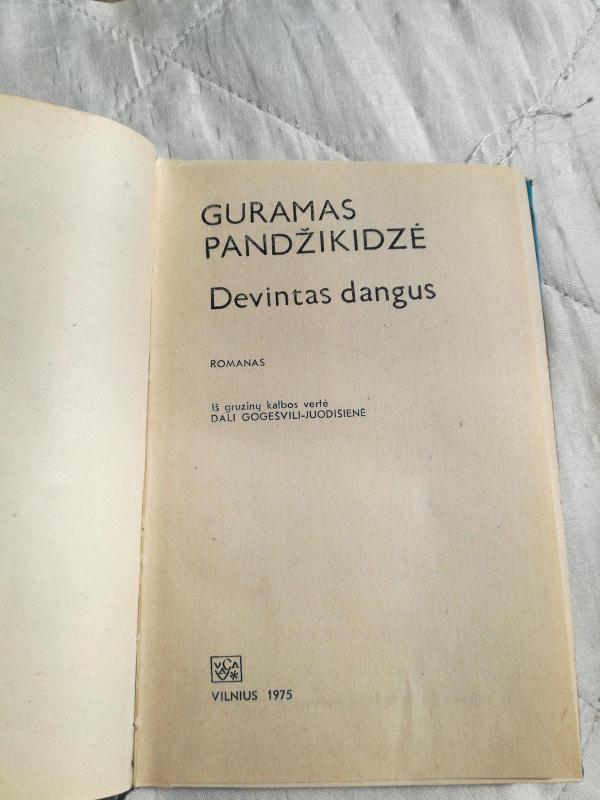 GURAMAS
PANDŽIKIDZĖ
Devintas dangus
ROMANAS
Iš gruzinų kalbos vertė
DALI GOGEŠVILI-JUODIŠIENĖ
VILNIUS 1975